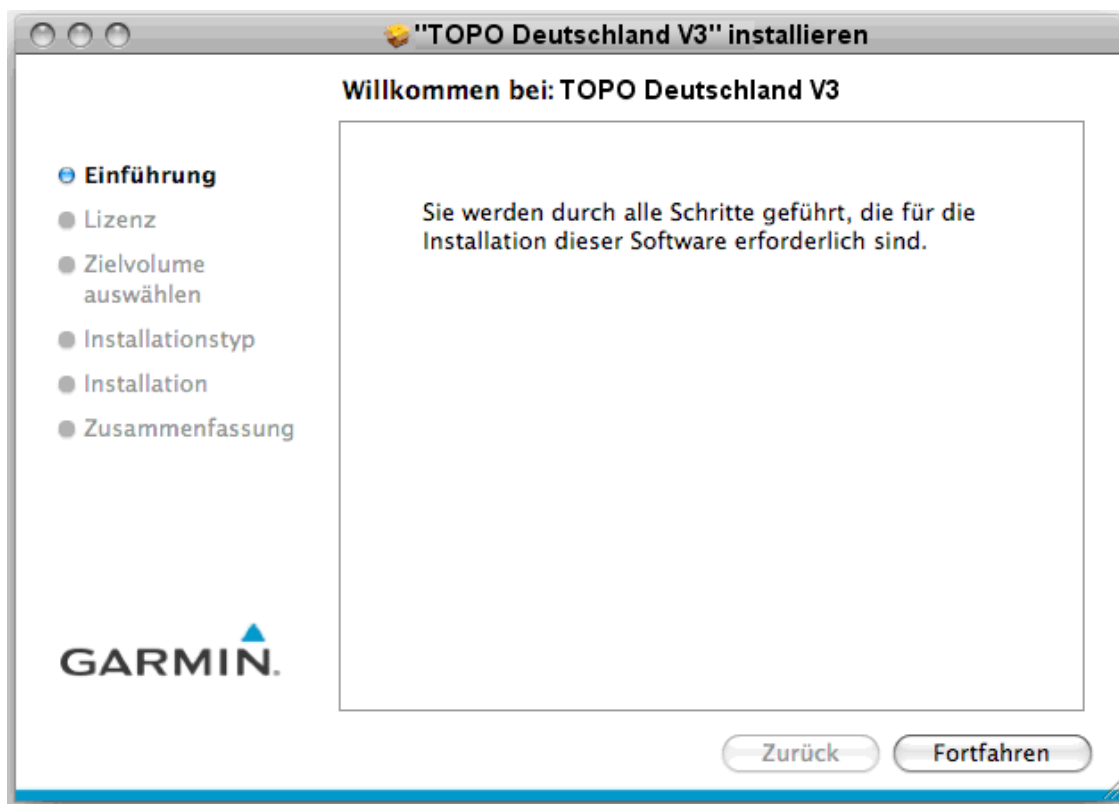 "TOPO Deutschland V3" installieren
Willkommen bei: TOPO Deutschland V3
Einführung
Lizenz
Zielvolume
auswählen
Installationstyp
Installation
Zusammenfassung
Sie werden durch alle Schritte geführt, die für die
Installation dieser Software erforderlich sind.
GARMIN.
Zurück
Fortfahren